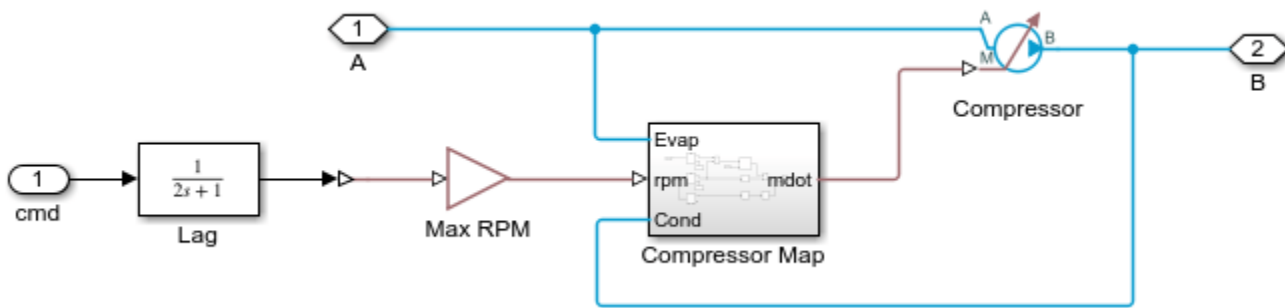 1
A
A
B
M
2
B
Compressor
Evap
rpm
mdot
Cond
Compressor Map
1
cmd
1
2s + 1
Lag
Max RPM